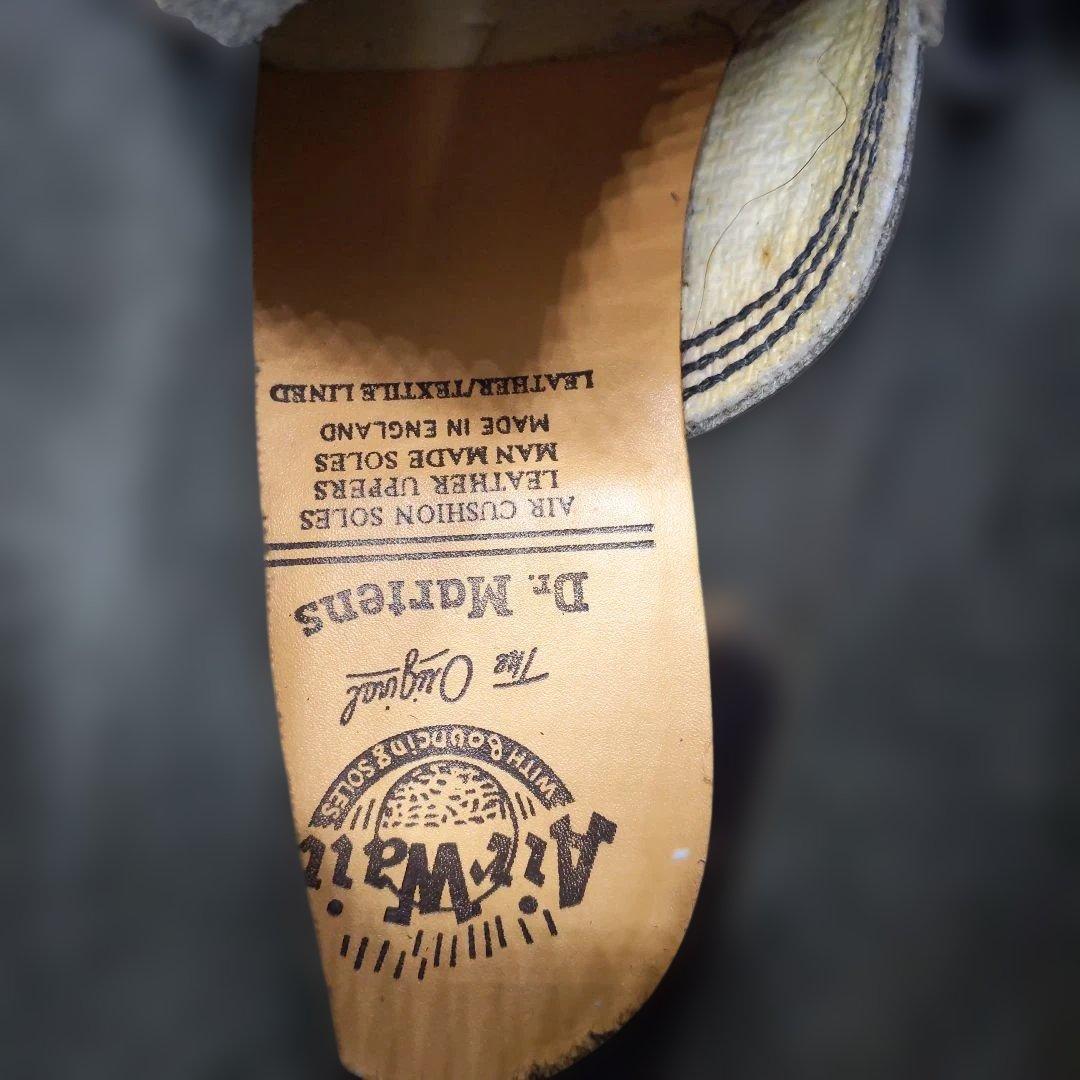 AirWair
WITH BOUNCING SOLES
The Original
Dr. Martens
AIR CUSHION SOLES
LEATHER UPPERS
MAN MADE SOLES
MADE IN ENGLAND
LEATHER/TEXTILE LINED